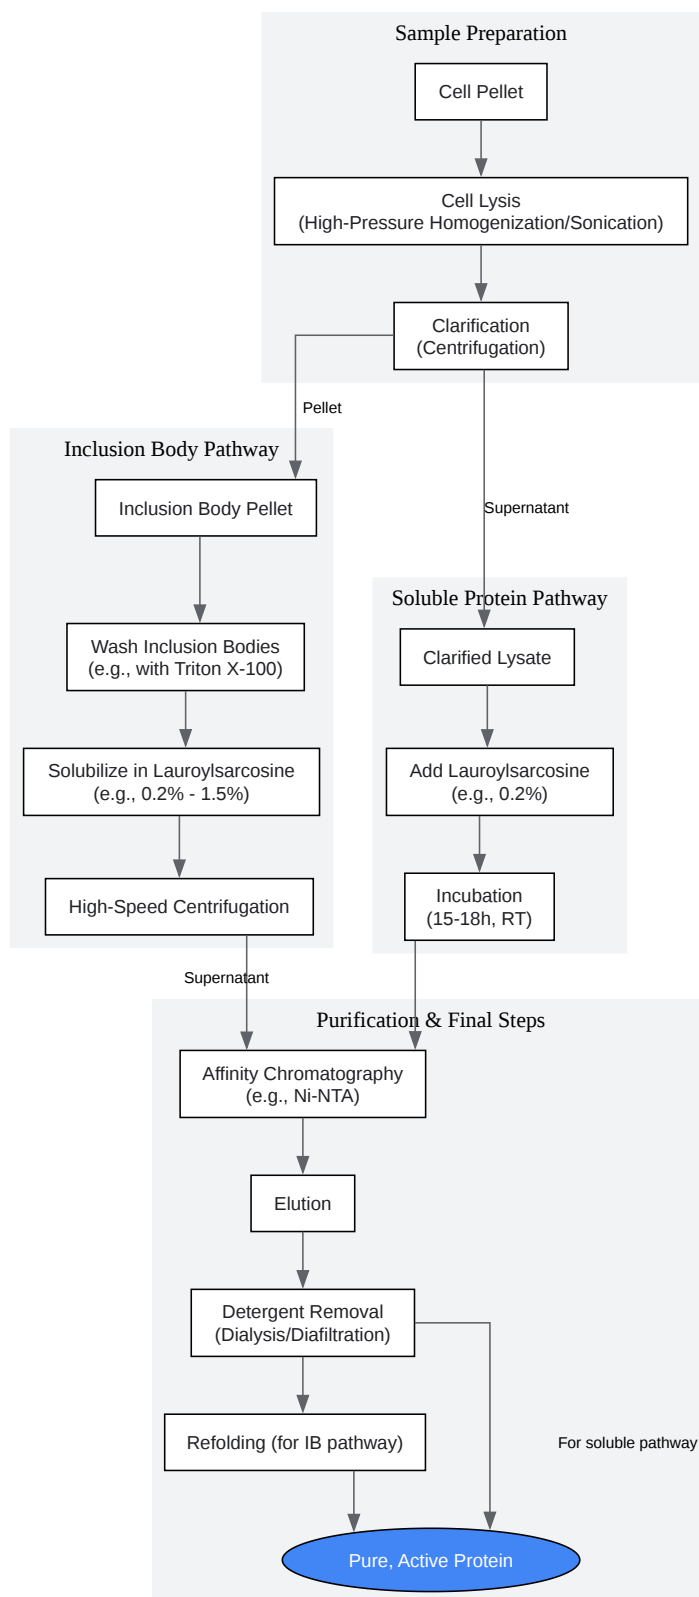 Sample Preparation
Cell Pellet
Cell Lysis
(High-Pressure Homogenization/Sonication)
Clarification
(Centrifugation)
Pellet
Inclusion Body Pathway
Inclusion Body Pellet
Supernatant
Wash Inclusion Bodies
(e.g., with Triton X-100)
Solubilize in Lauroylsarcosine
(e.g., 0.2% - 1.5%)
High-Speed Centrifugation
Soluble Protein Pathway
Clarified Lysate
Add Lauroylsarcosine
(e.g., 0.2%)
Incubation
(15-18h, RT)
Supernatant
Purification & Final Steps
Affinity Chromatography
(e.g., Ni-NTA)
Elution
Detergent Removal
(Dialysis/Diafiltration)
Refolding (for IB pathway)
For soluble pathway
Pure, Active Protein